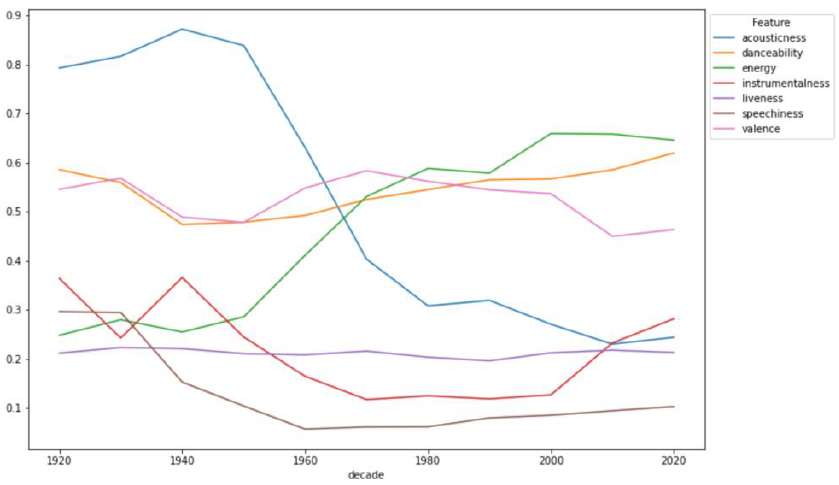 0.9
0.8
0.7
0.6
0.5
0.4
0.3
0.2
0.1
1920 1940 1960 1980 2000 2020
decade
Feature
acousticness
danceability
energy
instrumentalness
liveness
speechiness
valence